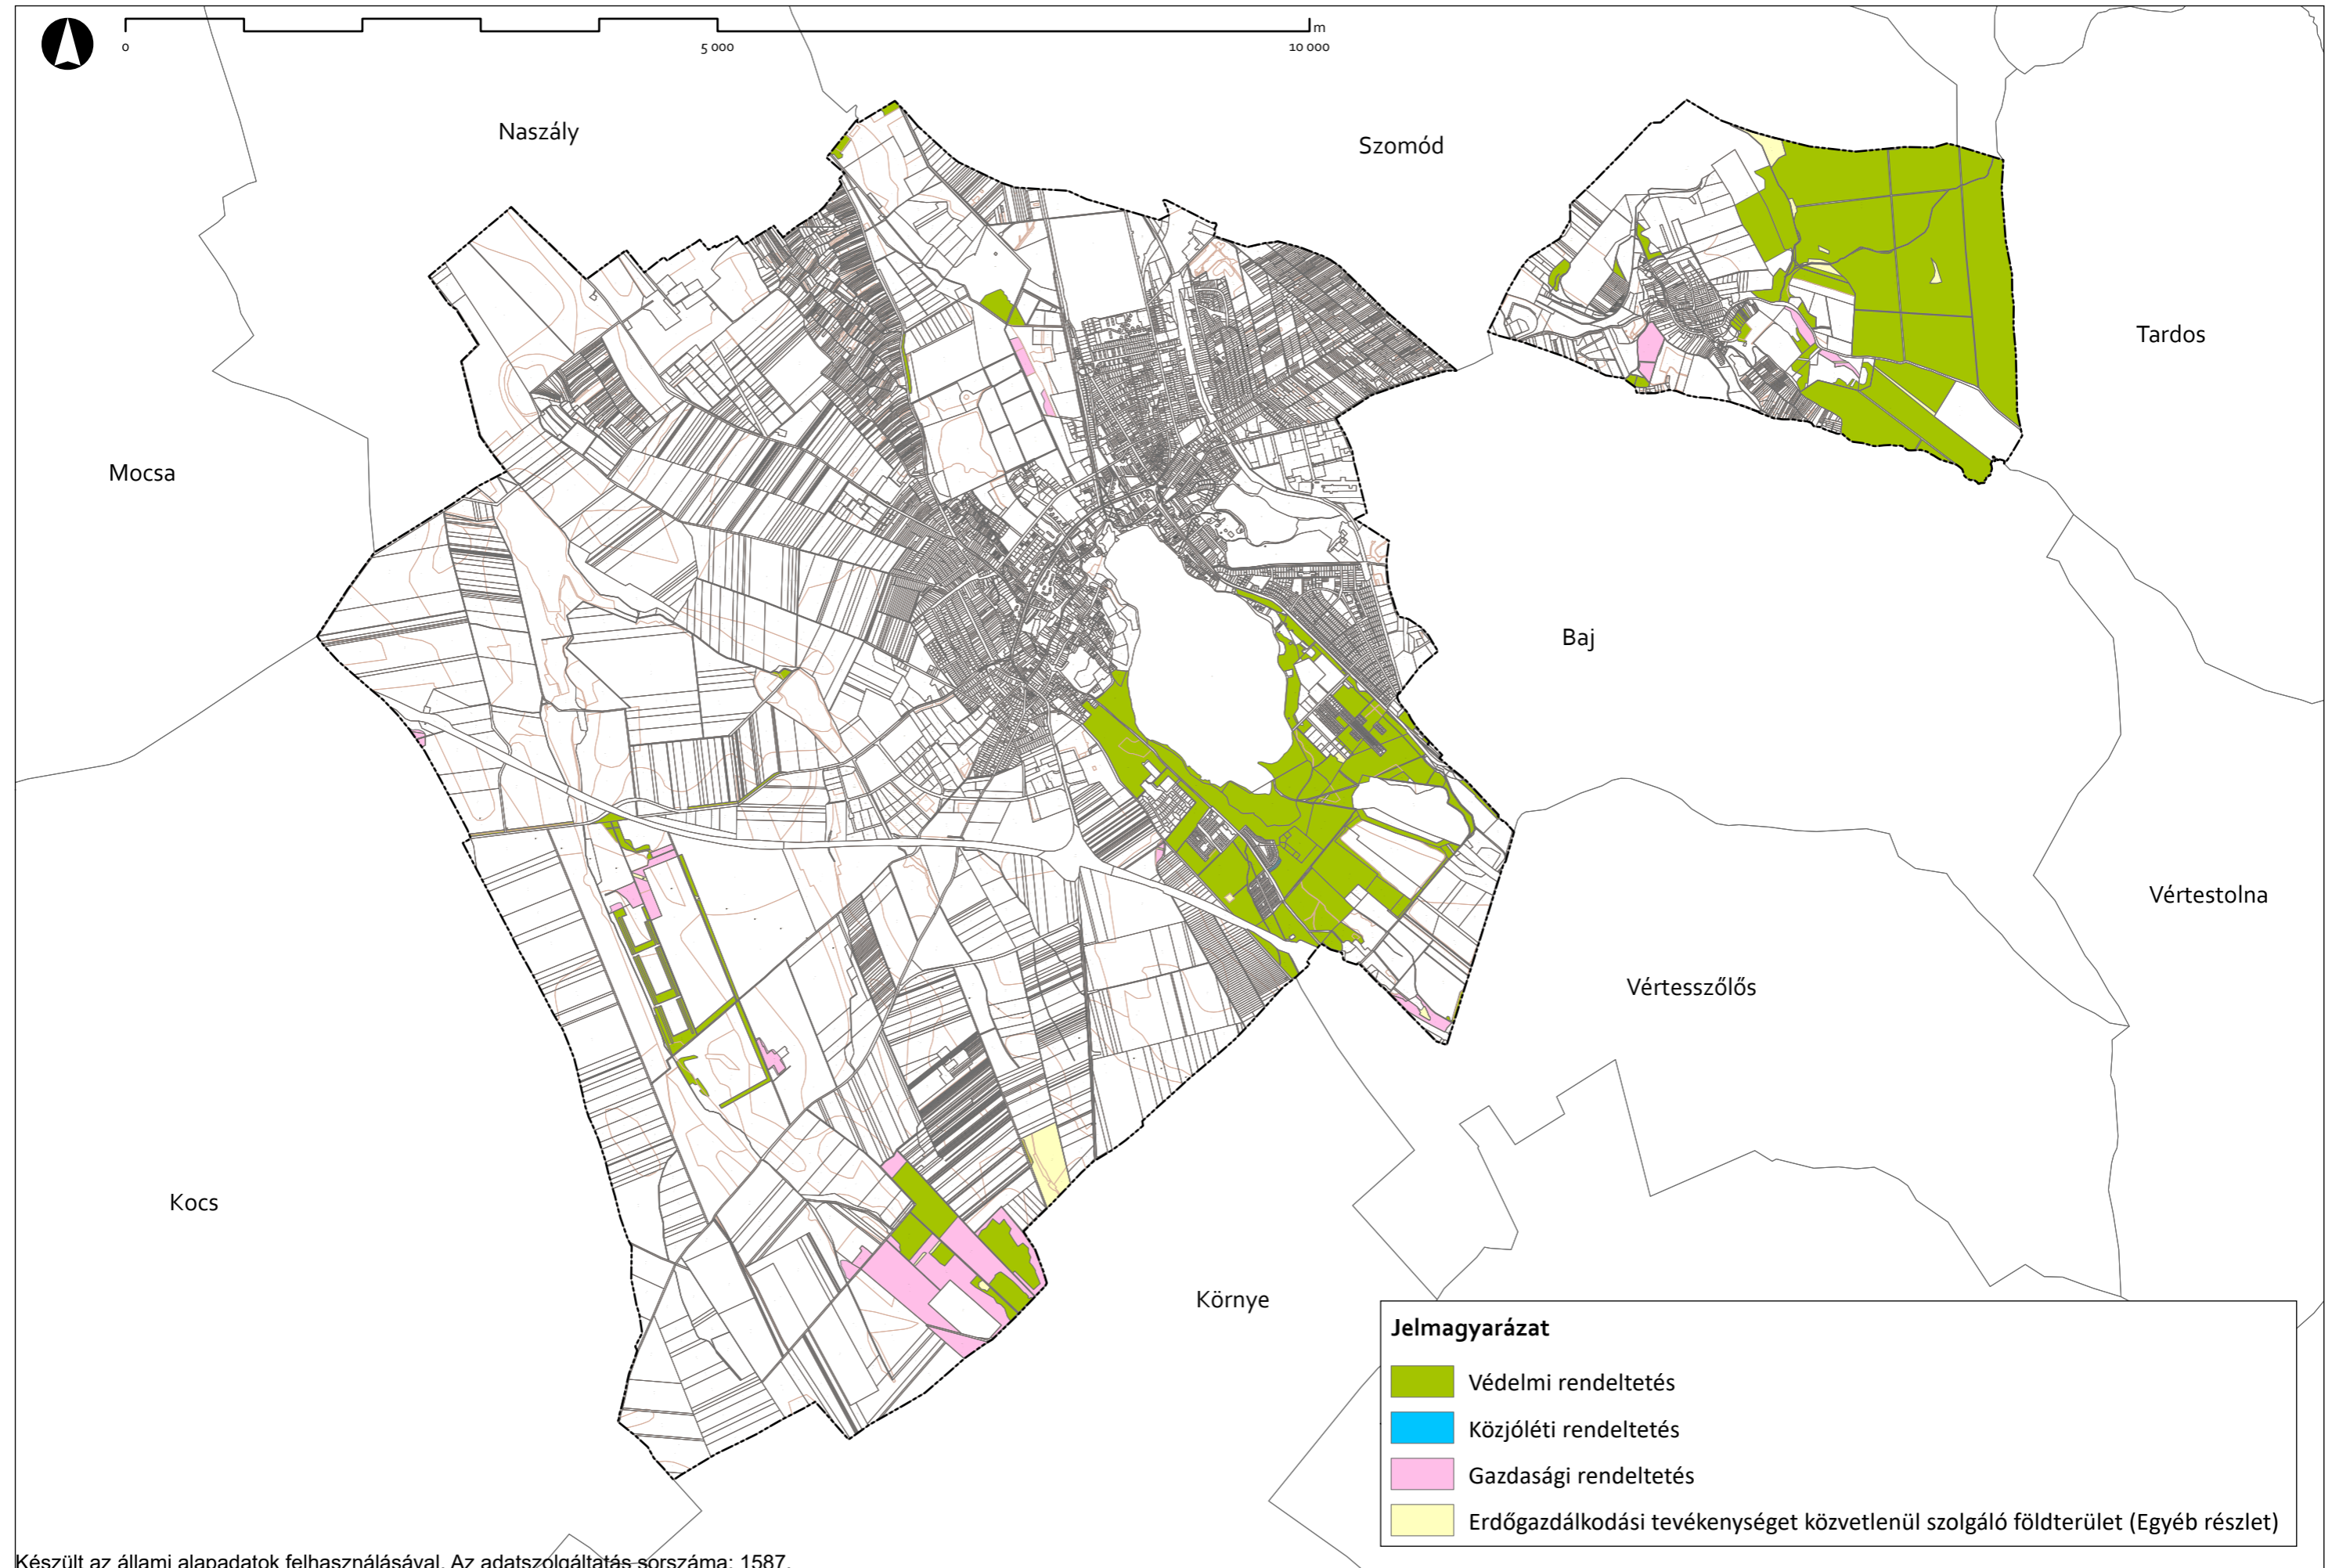 m
0
5 000
10 000
Naszály
Szomód
Tardos
Mocsa
Baj
Vértestolna
Vértesszőlős
Kocs
Környe
Jelmagyarázat
Védelmi rendeltetés
Közjóléti rendeltetés
Gazdasági rendeltetés
Erdőgazdálkodási tevékenységet közvetlenül szolgáló földterület (Egyéb részlet)
Készült az állami alapadatok felhasználásával. Az adatszolgáltatás sorszáma: 1587.